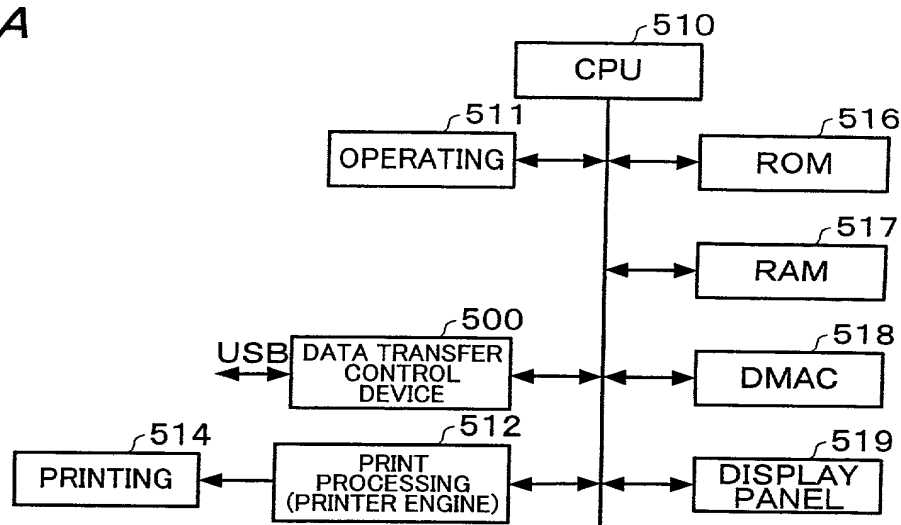 A
510
CPU
511
OPERATING
516
ROM
517
RAM
500
USB
DATA TRANSFER
CONTROL
DEVICE
518
DMAC
514
PRINTING
512
PRINT
PROCESSING
(PRINTER ENGINE)
519
DISPLAY
PANEL